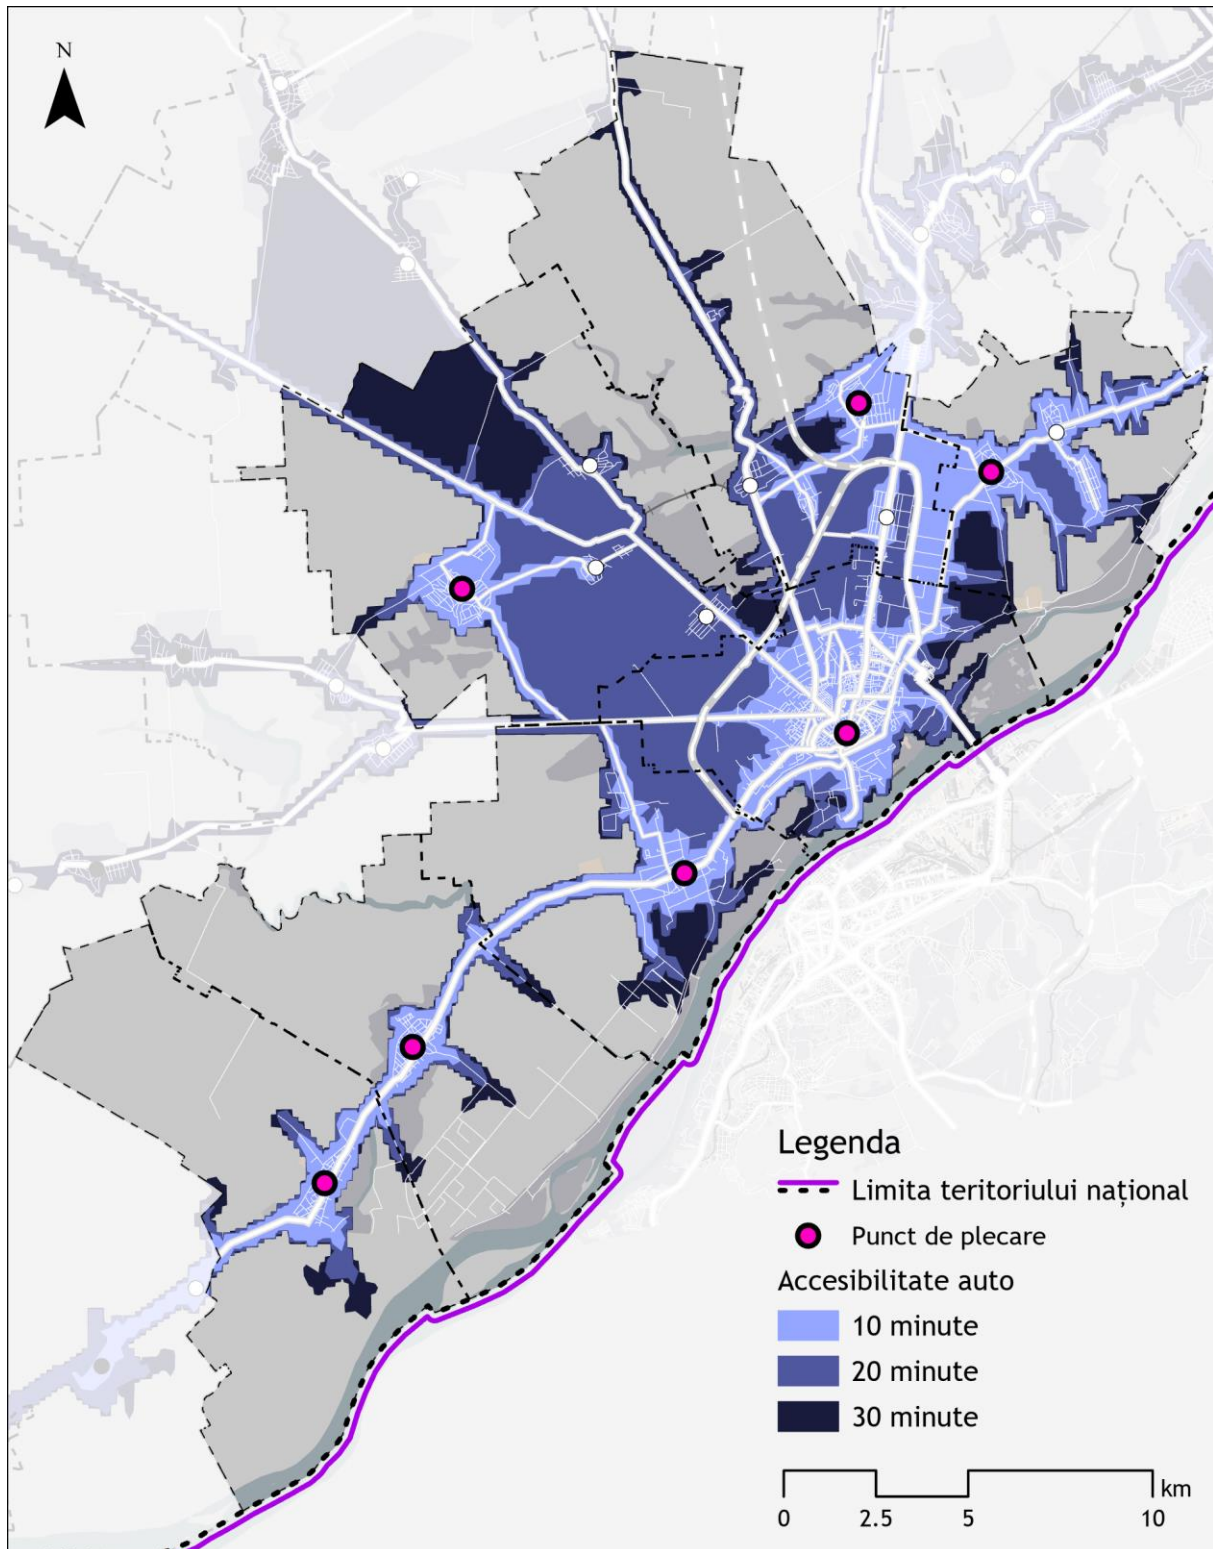 N
Legenda
Limita teritoriului național
Punct de plecare
Accesibilitate auto
10 minute
20 minute
30 minute
km
0 2.5 5 10